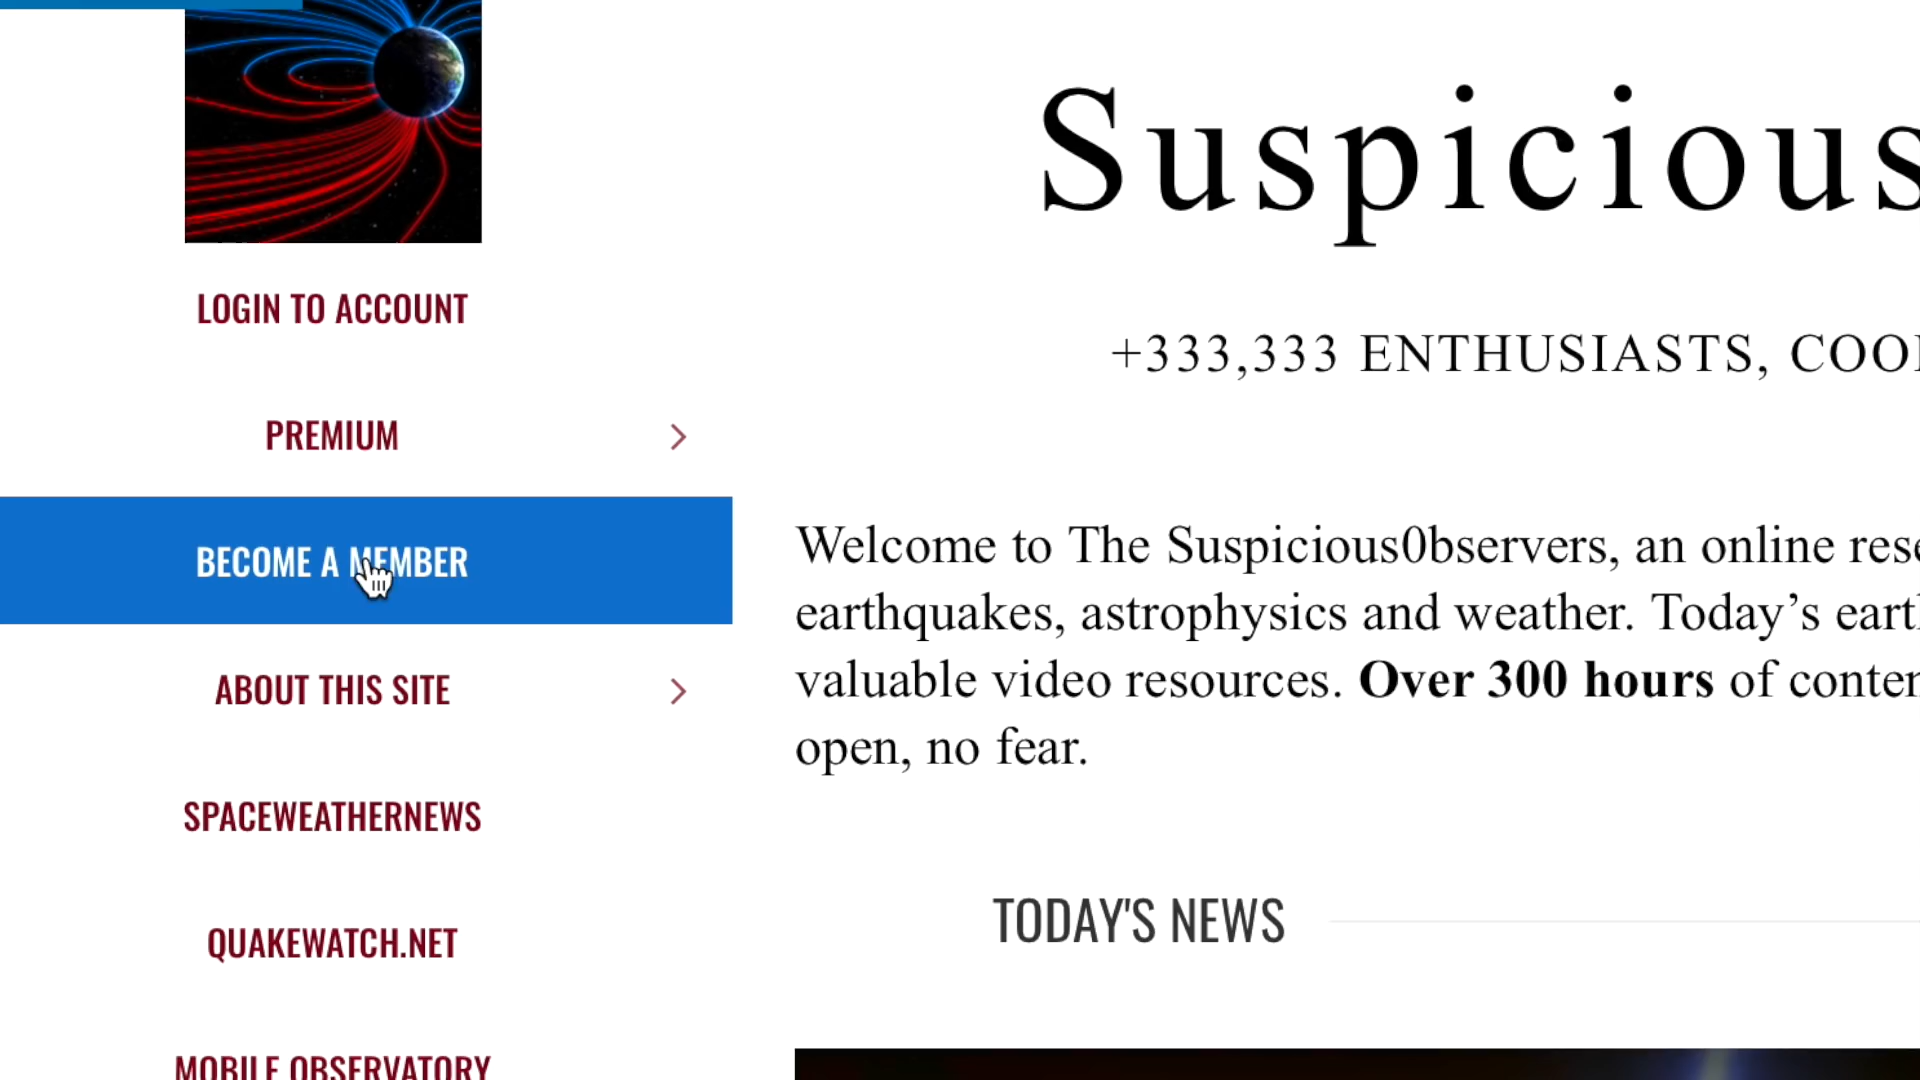 LOGIN TO ACCOUNT
PREMIUM
BECOME A MEMBER
ABOUT THIS SITE
SPACEWEATHERNEWS
QUAKEWATCH.NET
MOBILE OBSERVATORY
Suspicious
+333,333 ENTHUSIASTS,
Welcome to The Suspicious0bservers, an online
earthquakes, astrophysics and weather. Today’s
valuable video resources. Over 300 hours of
open, no fear.
TODAY'S NEWS